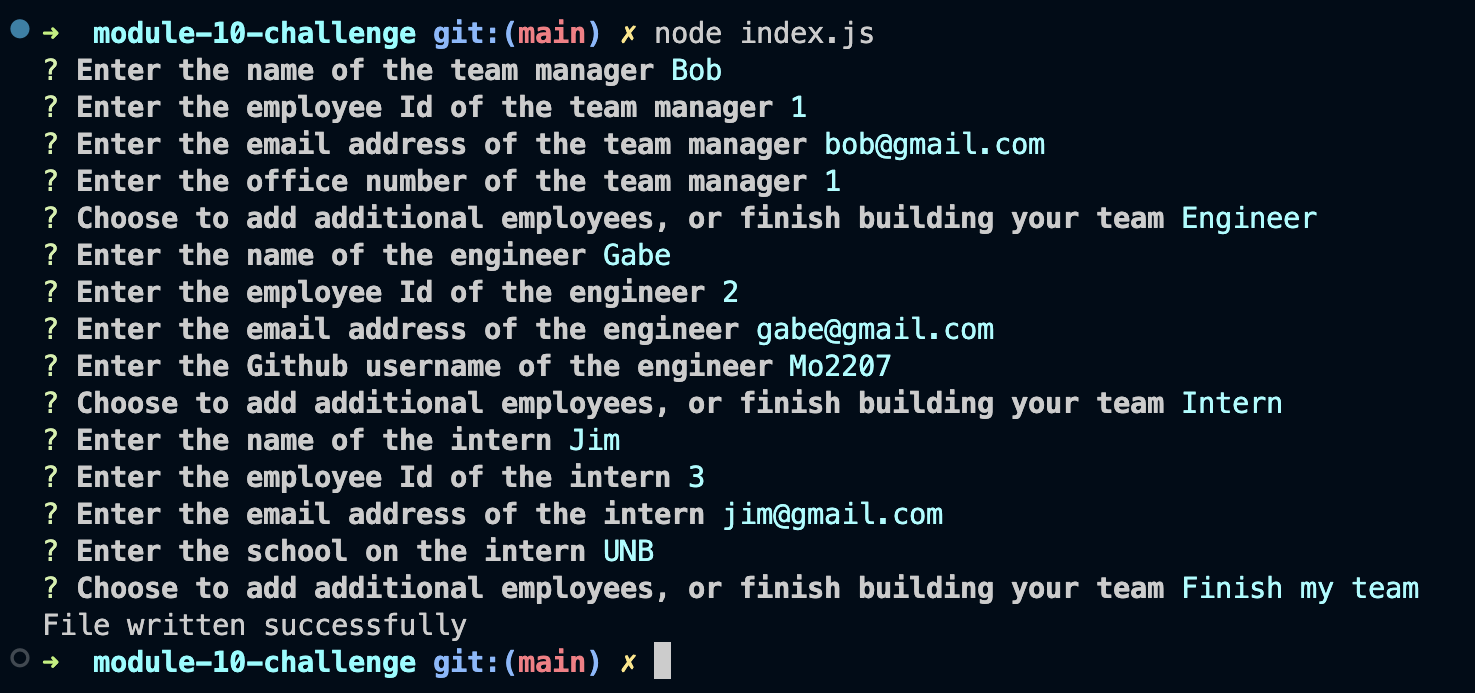 ➜  module-10-challenge git:(main) ✗ node index.js
? Enter the name of the team manager Bob
? Enter the employee Id of the team manager 1
? Enter the email address of the team manager bob@gmail.com
? Enter the office number of the team manager 1
? Choose to add additional employees, or finish building your team Engineer
? Enter the name of the engineer Gabe
? Enter the employee Id of the engineer 2
? Enter the email address of the engineer gabe@gmail.com
? Enter the Github username of the engineer Mo2207
? Choose to add additional employees, or finish building your team Intern
? Enter the name of the intern Jim
? Enter the employee Id of the intern 3
? Enter the email address of the intern jim@gmail.com
? Enter the school on the intern UNB
? Choose to add additional employees, or finish building your team Finish my team
File written successfully
➜  module-10-challenge git:(main) ✗